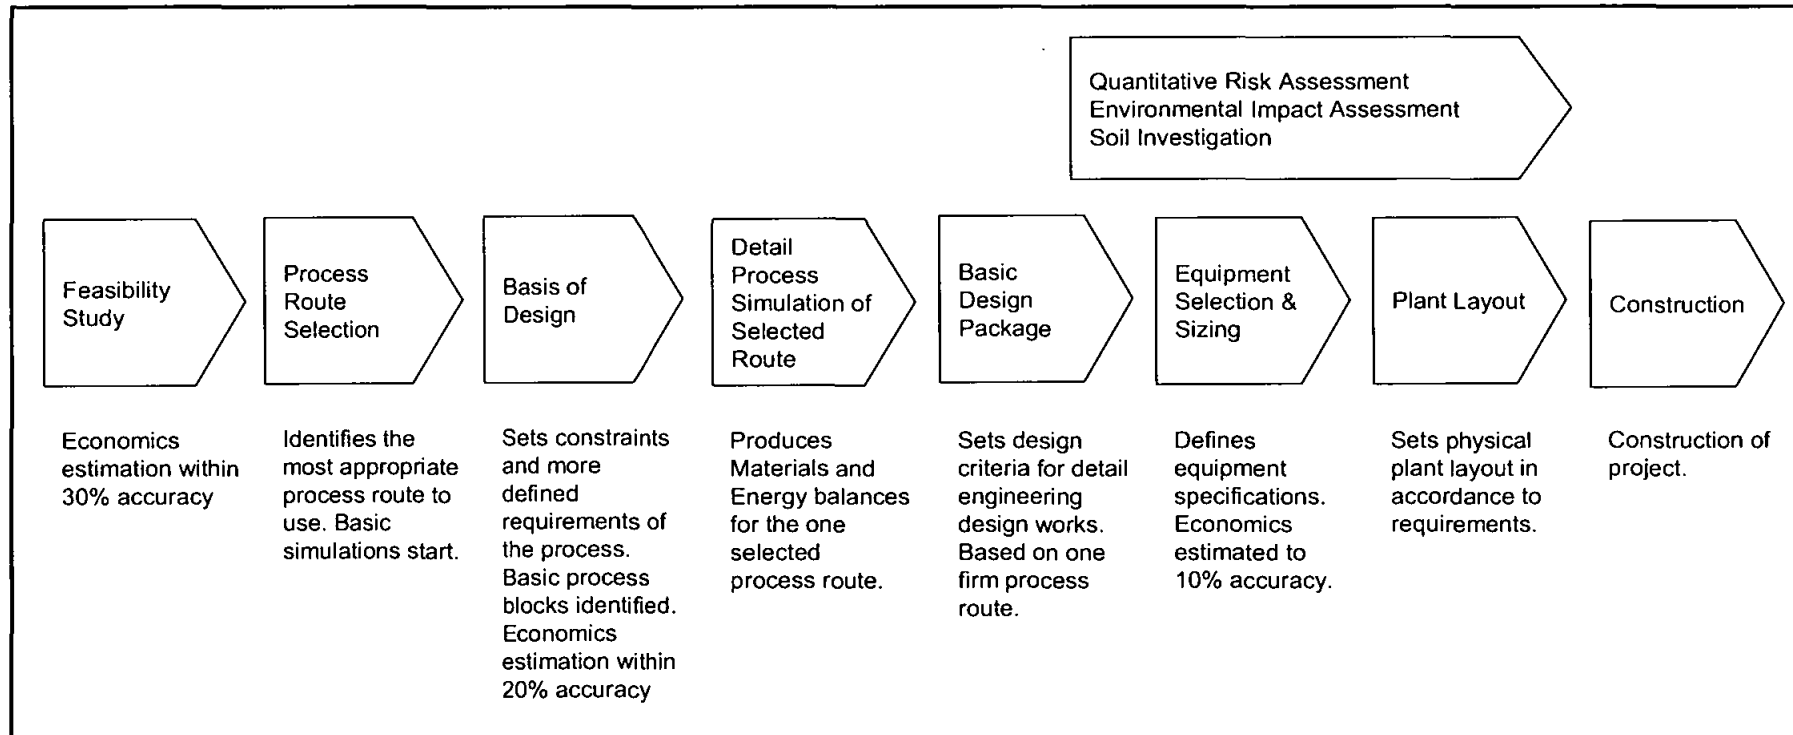 Quantitative Risk Assessment
Environmental Impact Assessment
Soil Investigation
Feasibility
Study
Process
Route
Selection
Basis of
Design
Detail
Process
Simulation of
Selected
Route
Basic
Design
Package
Equipment
Selection &
Sizing
Plant Layout
Construction
Economics
estimation within
30% accuracy
Identifies the
most appropriate
process route to
use. Basic
simulations start.
Sets constraints
and more
defined
requirements of
the process.
Basic process
blocks identified.
Economics
estimation within
20% accuracy
Produces
Materials and
Energy balances
for the one
selected
process route.
Sets design
criteria for detail
engineering
design works.
Based on one
firm process
route.
Defines
equipment
specifications.
Economics
estimated to
10% accuracy.
Sets physical
plant layout in
accordance to
requirements.
Construction of
project.